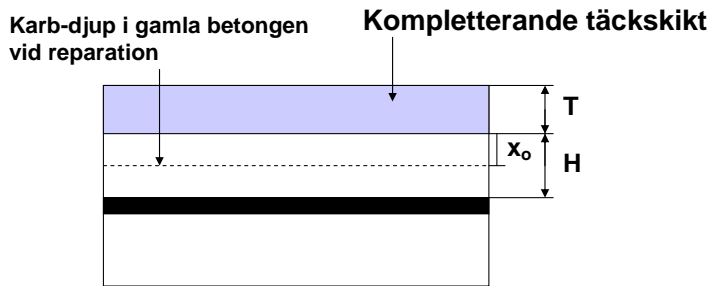 Karb-djup i gamla betongen
vid reparation
Kompletterande täckskikt
T
xo
H